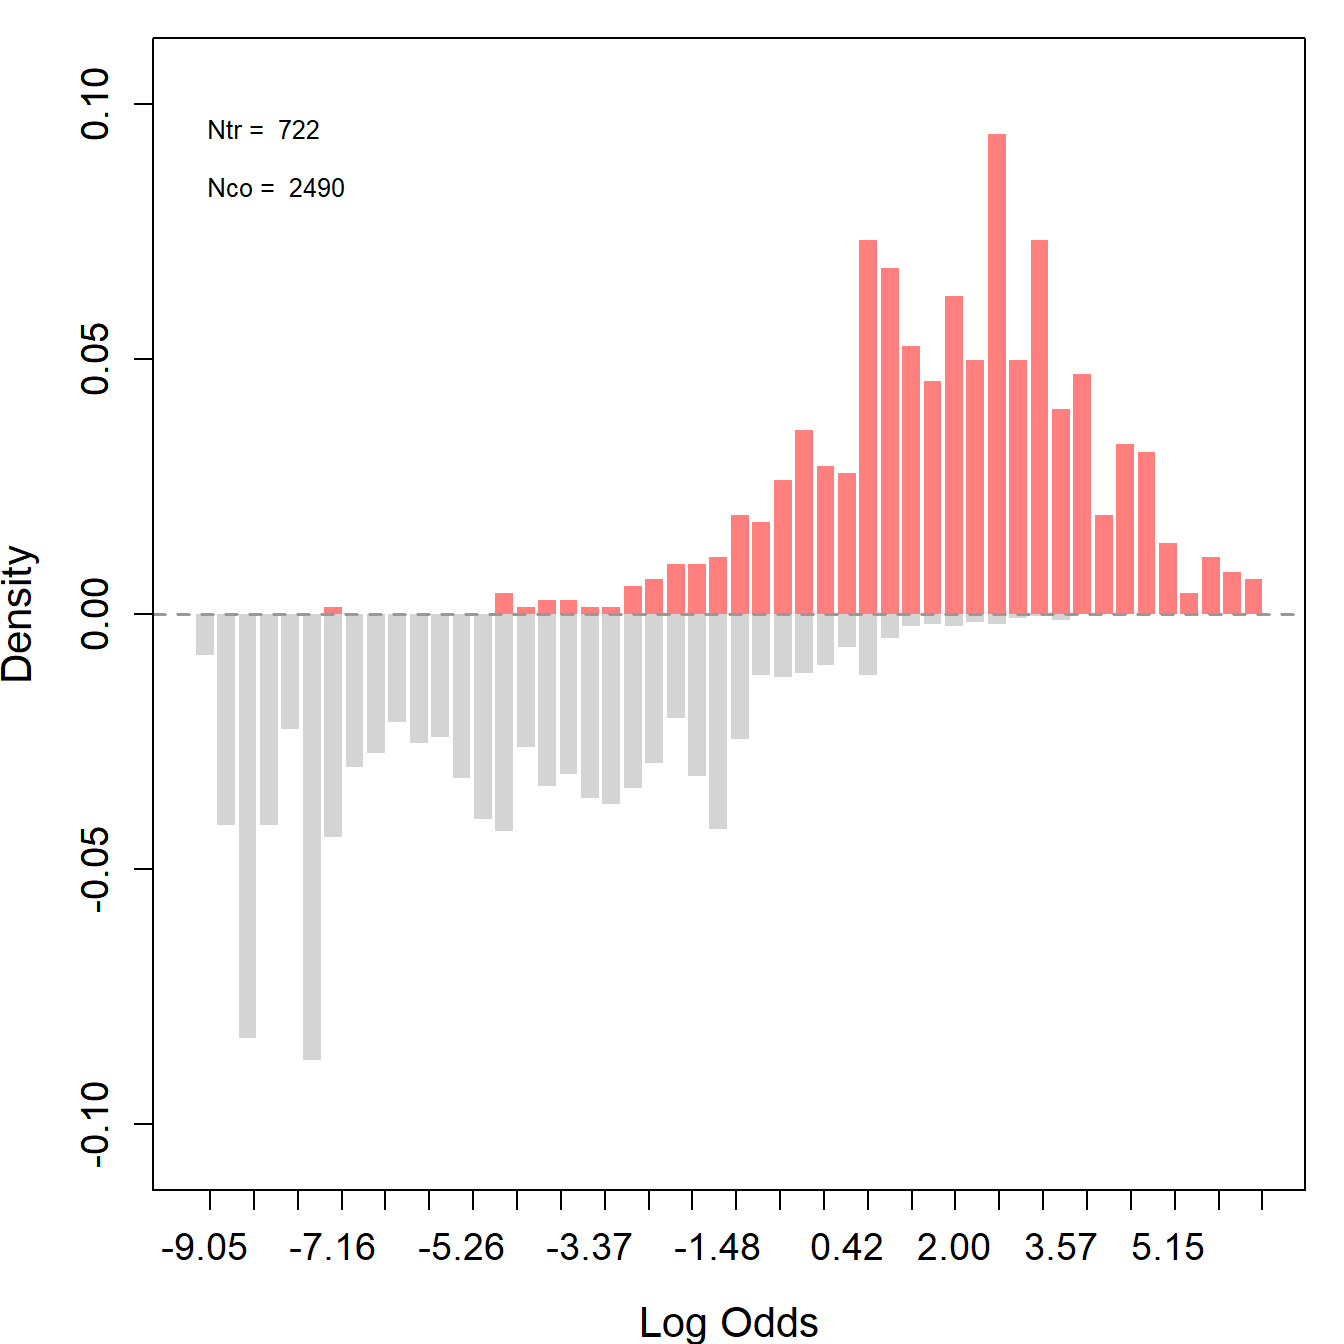 Ntr = 722
Nco = 2490
Density
0.10
0.05
0.00
-0.05
-0.10
-9.05 -7.16 -5.26 -3.37 -1.48 0.42 2.00 3.57 5.15
Log Odds